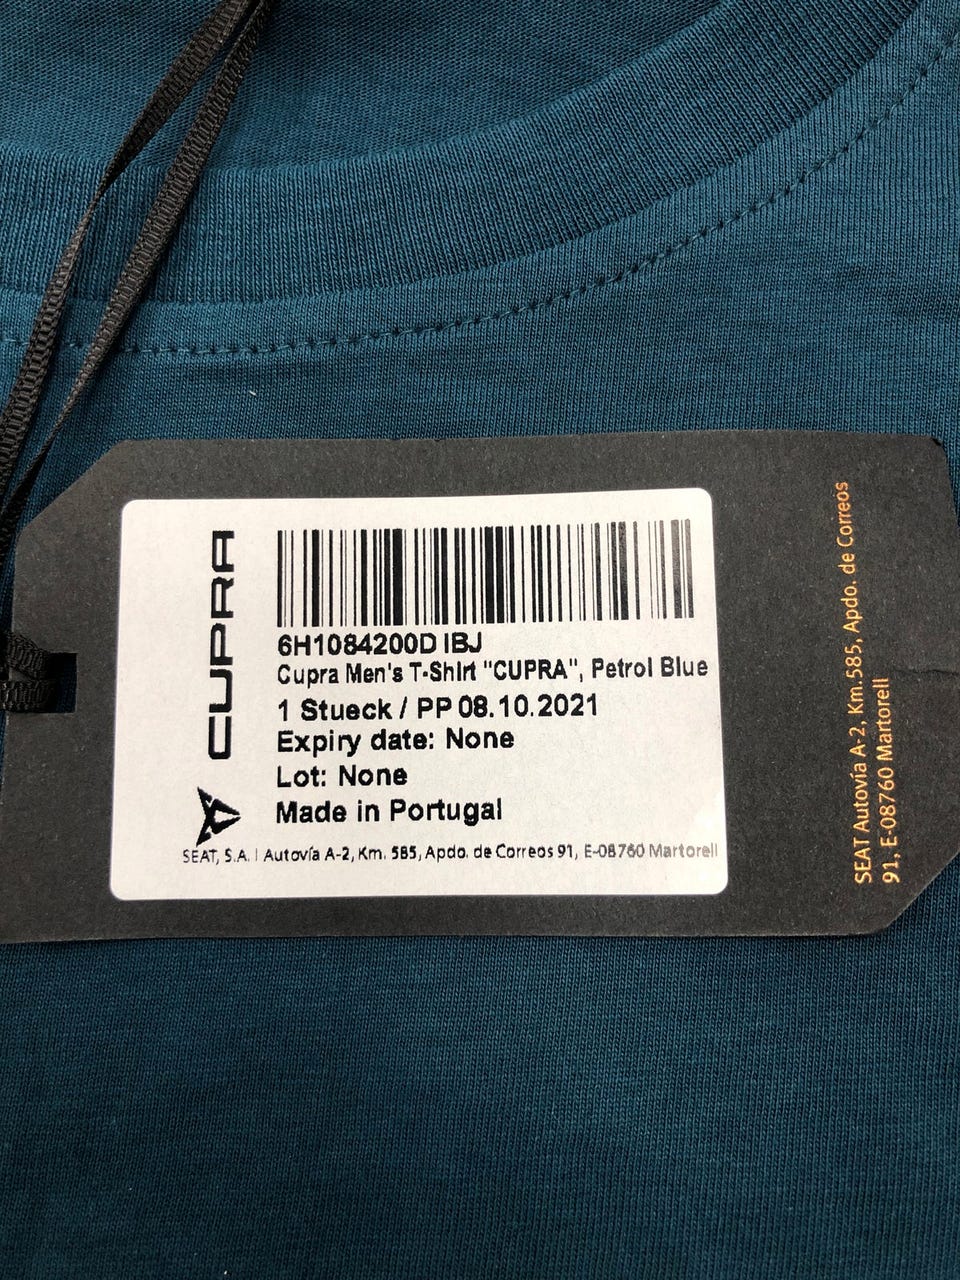 CUPRA
6H1084200D IBJ
Cupra Men's T-Shirt "CUPRA", Petrol Blue
1 Stueck / PP 08.10.2021
Expiry date: None
Lot: None
Made in Portugal
SEAT, S.A. | Autovía A-2, Km. 585, Apdo. de Correos 91, E-08760 Martorell
SEAT Autovía A-2, Km.585, Apdo. de Correos
91, E-08760 Martorell